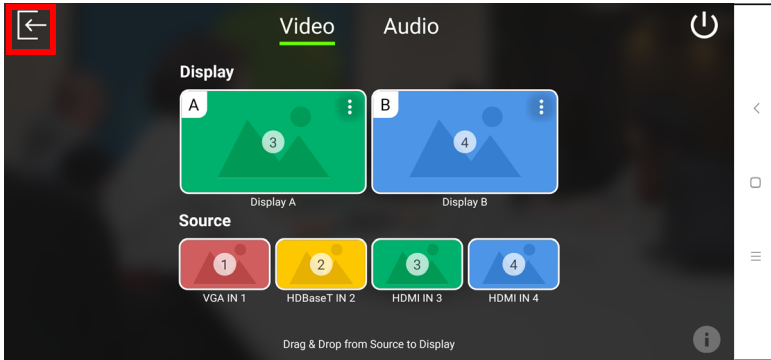 Video Audio
Display
A B
3 4
Display A Display B
Source
1 2 3 4
VGA IN 1 HDBaseT IN 2 HDMI IN 3 HDMI IN 4
Drag & Drop from Source to Display
i